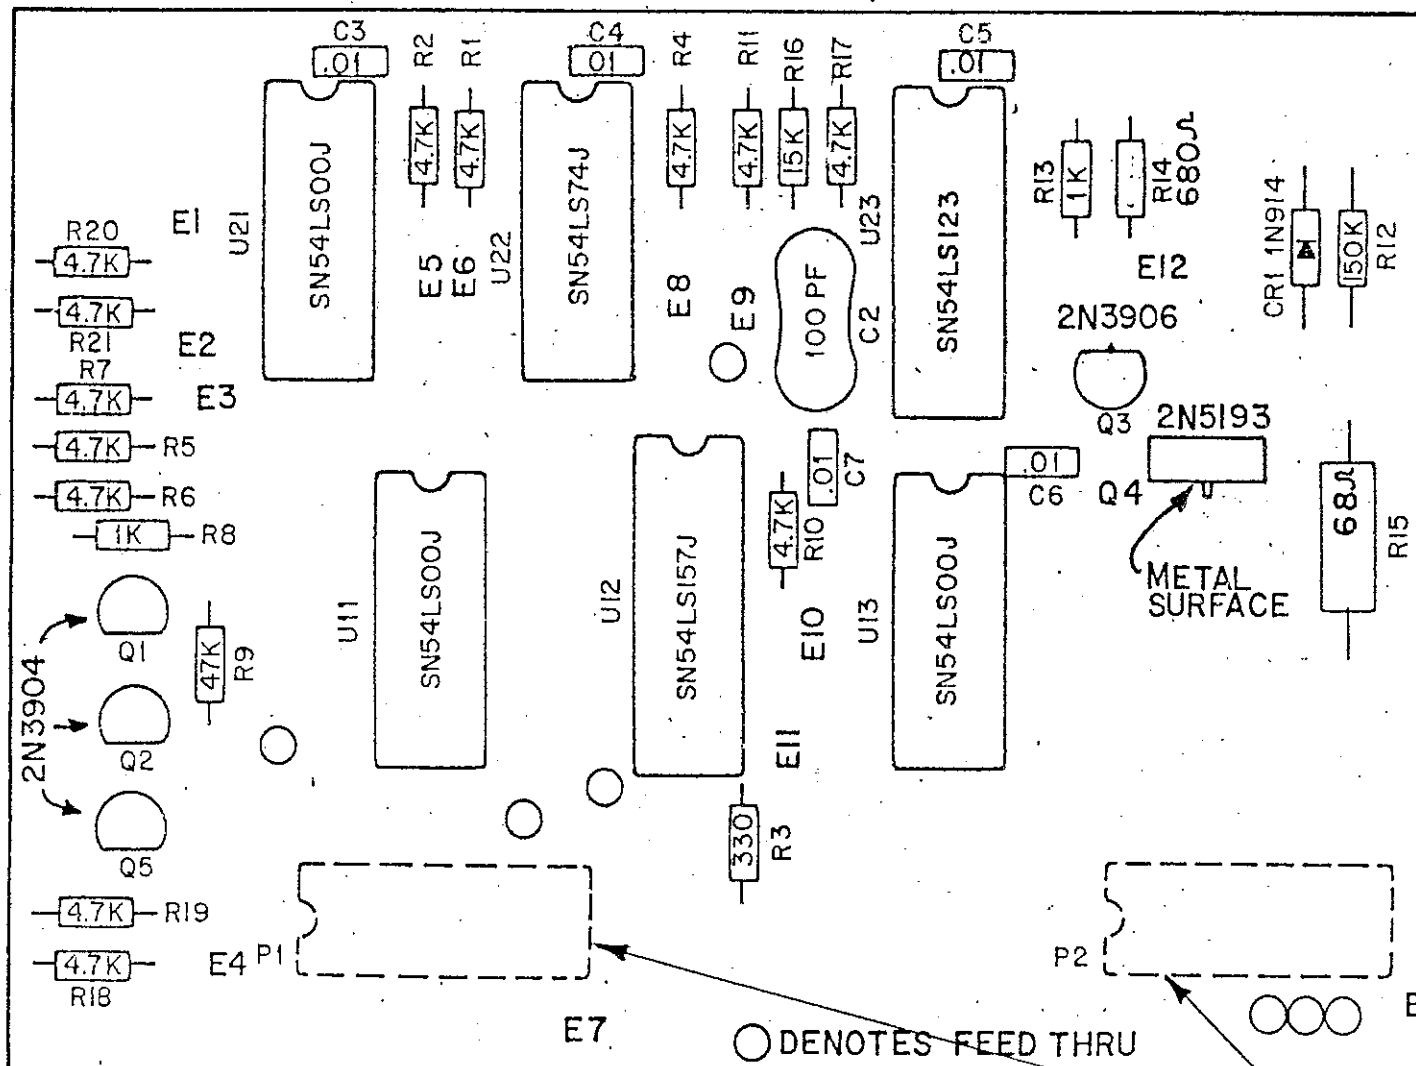 C3
.01
R2
R1
C4
.01
R4
R11
R16
R17
C5
.01
4.7K
4.7K
4.7K
4.7K
15K
4.7K
U21
SN54LS00J
U22
SN54LS74J
U23
SN54LS123
R13
1K
R14
680Ω
CR1 1N914
150K
R12
E1
R20
4.7K
4.7K
R21
E2
R7
4.7K
E3
4.7K
R5
4.7K
R6
1K
R8
E5
E6
E8
E9
100PF
C2
E12
2N3906
Q3
2N5193
Q4
METAL
SURFACE
68Ω
R15
.01
C7
.01
C6
4.7K
R10
U11
SN54LS00J
U12
SN54LS157J
E10
U13
SN54LS00J
2N3904
Q1
Q2
Q5
47K
R9
E11
330
R3
4.7K
R19
4.7K
R18
E4
P1
P2
E7
DENOTES FEED THRU